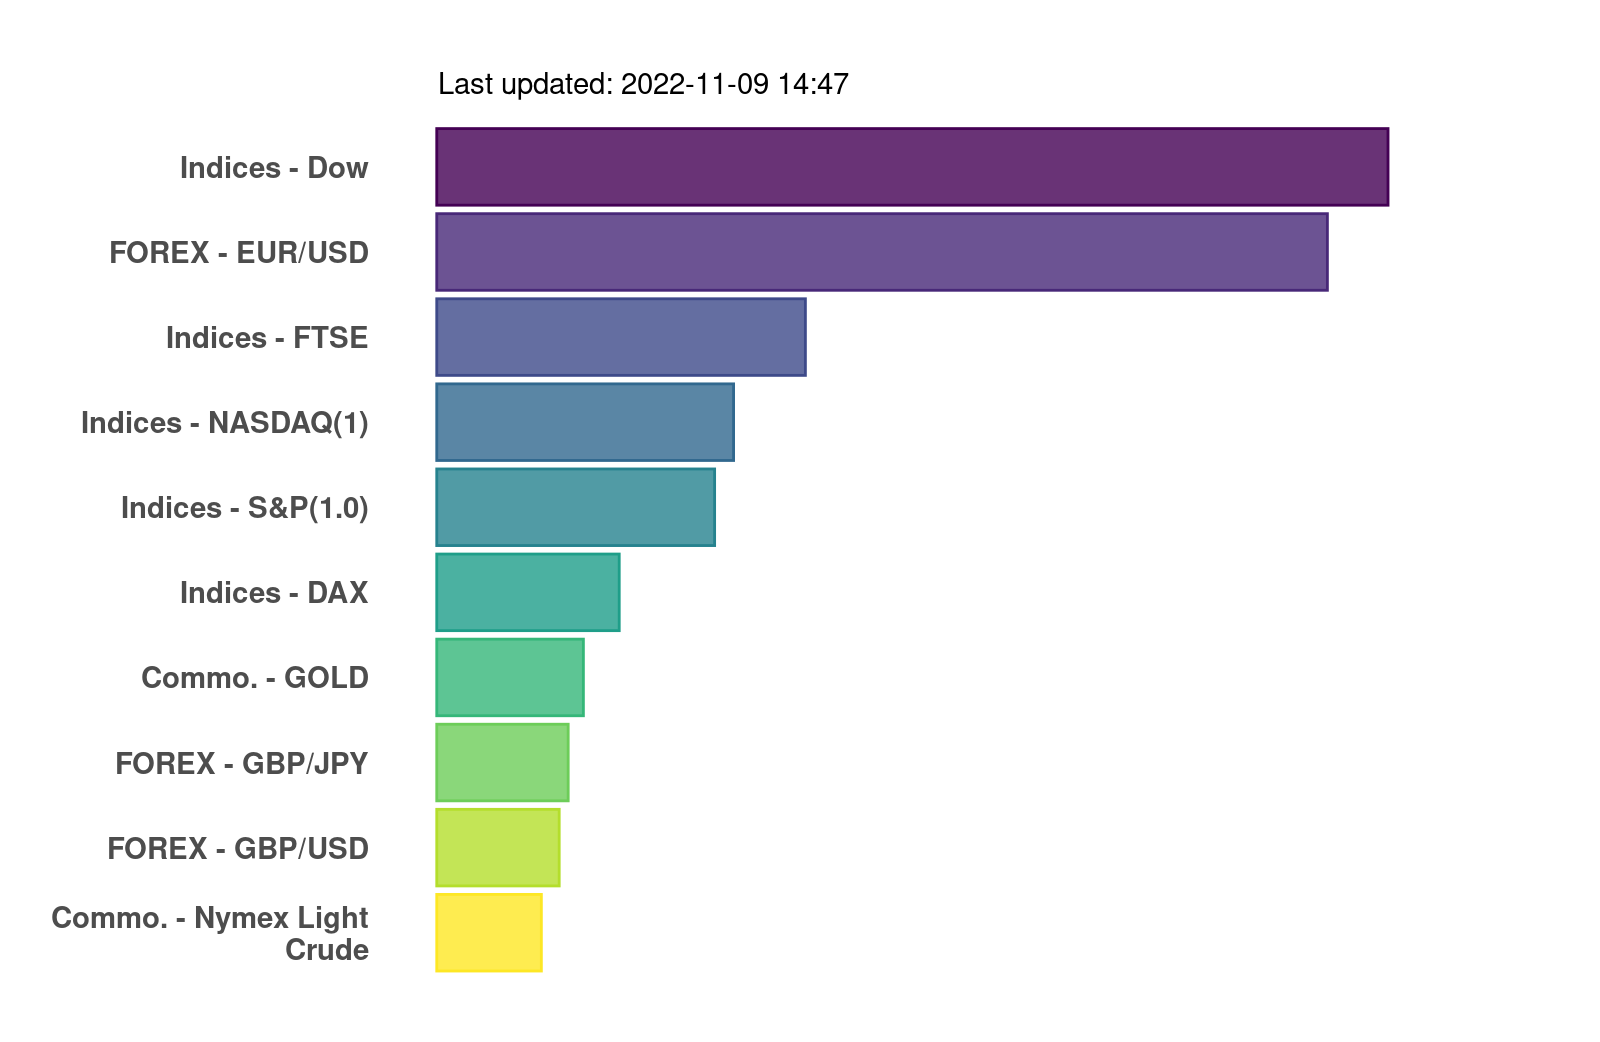 Last updated: 2022-11-09 14:47
Indices - Dow
FOREX - EUR/USD
Indices - FTSE
Indices - NASDAQ(1)
Indices - S&P(1.0)
Indices - DAX
Commo. - GOLD
FOREX - GBP/JPY
FOREX - GBP/USD
Commo. - Nymex Light
Crude